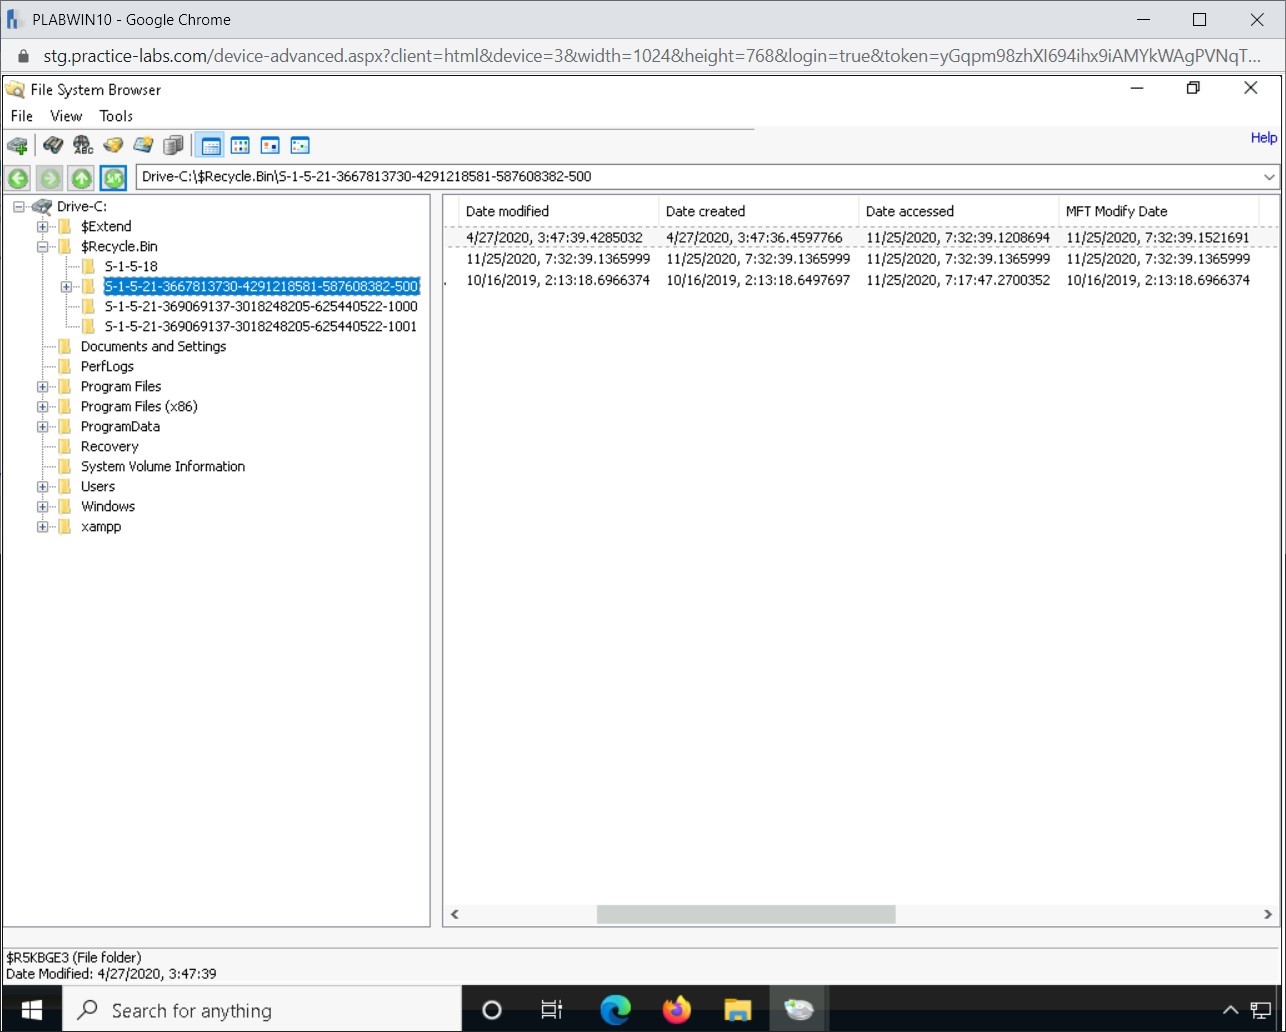 PLABWIN10 - Google Chrome
stg.practice-labs.com/device-advanced.aspx?client=html&device=3&width=1024&height=768&login=true&token=yGqpm98zhXI694ihx9iAMYkWAgPVNqT...
File System Browser
File View Tools
ABC
Help
Drive-C:\$Recycle.Bin\S-1-5-21-3667813730-4291218581-587608382-500
Drive-C:
$Extend
$Recycle.Bin
S-1-5-18
S-1-5-21-3667813730-4291218581-587608382-500
S-1-5-21-369069137-3018248205-625440522-1000
S-1-5-21-369069137-3018248205-625440522-1001
Documents and Settings
PerfLogs
Program Files
Program Files (x86)
ProgramData
Recovery
System Volume Information
Users
Windows
xampp
Date modified Date created Date accessed MFT Modify Date
4/27/2020, 3:47:39.4285032 4/27/2020, 3:47:36.4597766 11/25/2020, 7:32:39.1208694 11/25/2020, 7:32:39.1521691
11/25/2020, 7:32:39.1365999 11/25/2020, 7:32:39.1365999 11/25/2020, 7:32:39.1365999 11/25/2020, 7:32:39.1365999
10/16/2019, 2:13:18.6966374 10/16/2019, 2:13:18.6497697 11/25/2020, 7:17:47.2700352 10/16/2019, 2:13:18.6966374
$R5KBGE3 (File folder)
Date Modified: 4/27/2020, 3:47:39
Search for anything